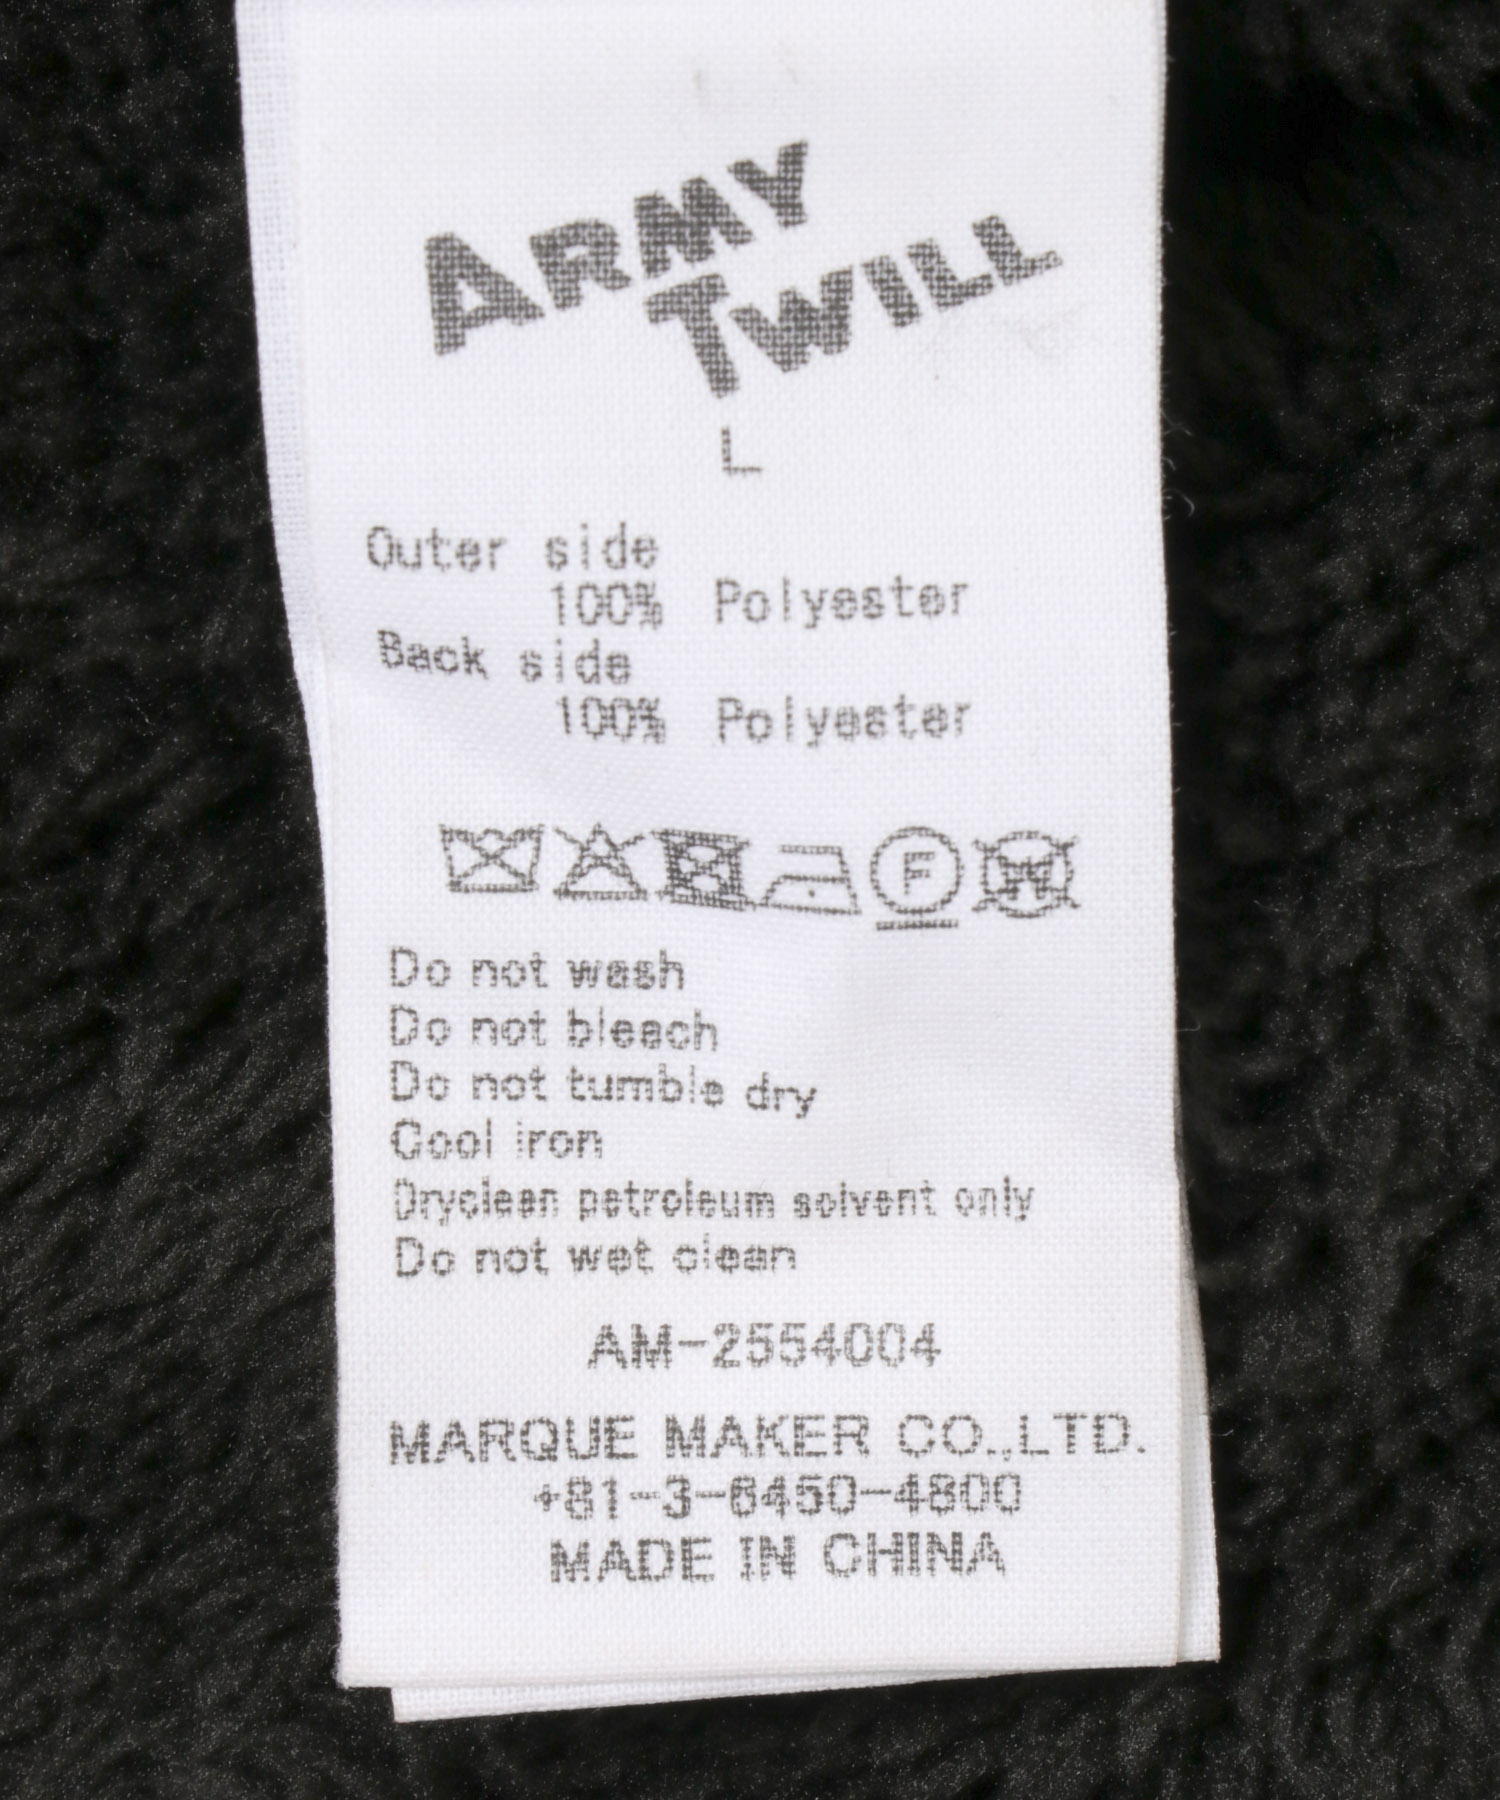 ARMY
TWILL
L
Outer side
100% Polyester
Back side
100% Polyester
F
W
Do not wash
Do not bleach
Do not tumble dry
Cool iron
Dryclean petroleum solvent only
Do not wet clean
AM-2554004
MARQUE MAKER CO.,LTD.
+81-3-6450-4800
MADE IN CHINA